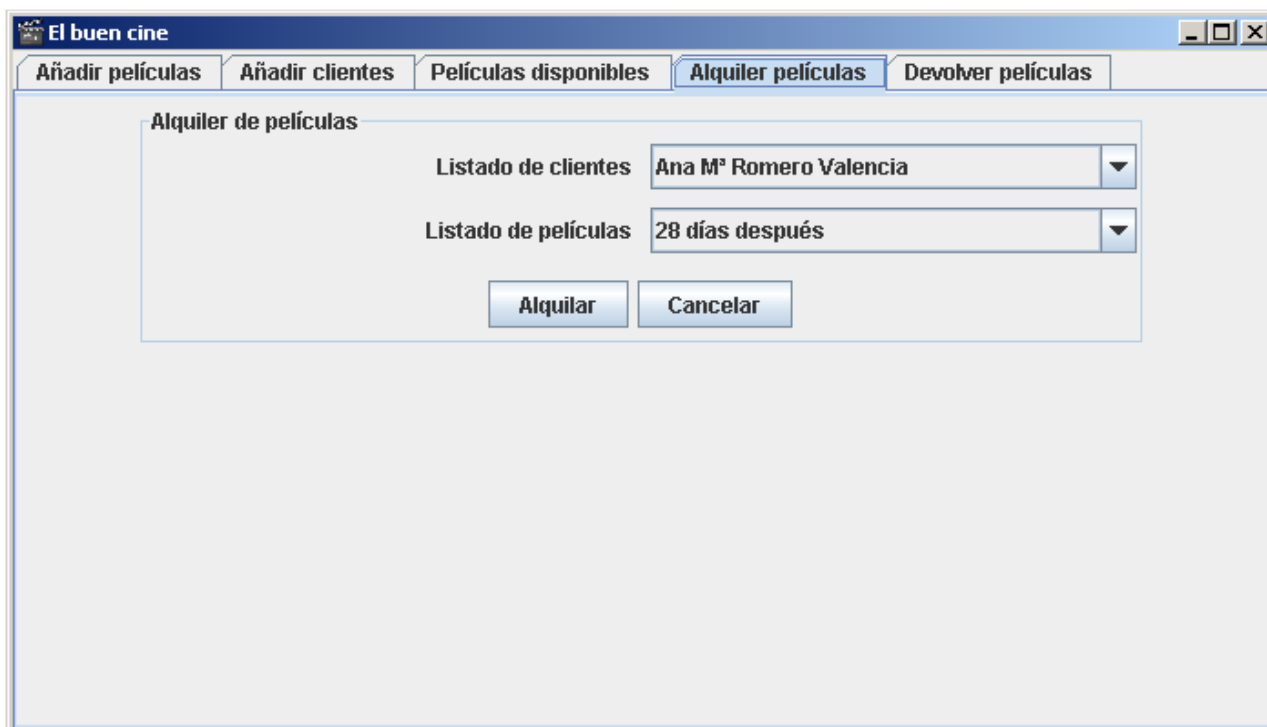 El buen cine
Añadir películas Añadir clientes Películas disponibles Alquiler películas Devolver películas
Alquiler de películas
Listado de clientes Ana Mª Romero Valencia
Listado de películas 28 días después
Alquilar Cancelar